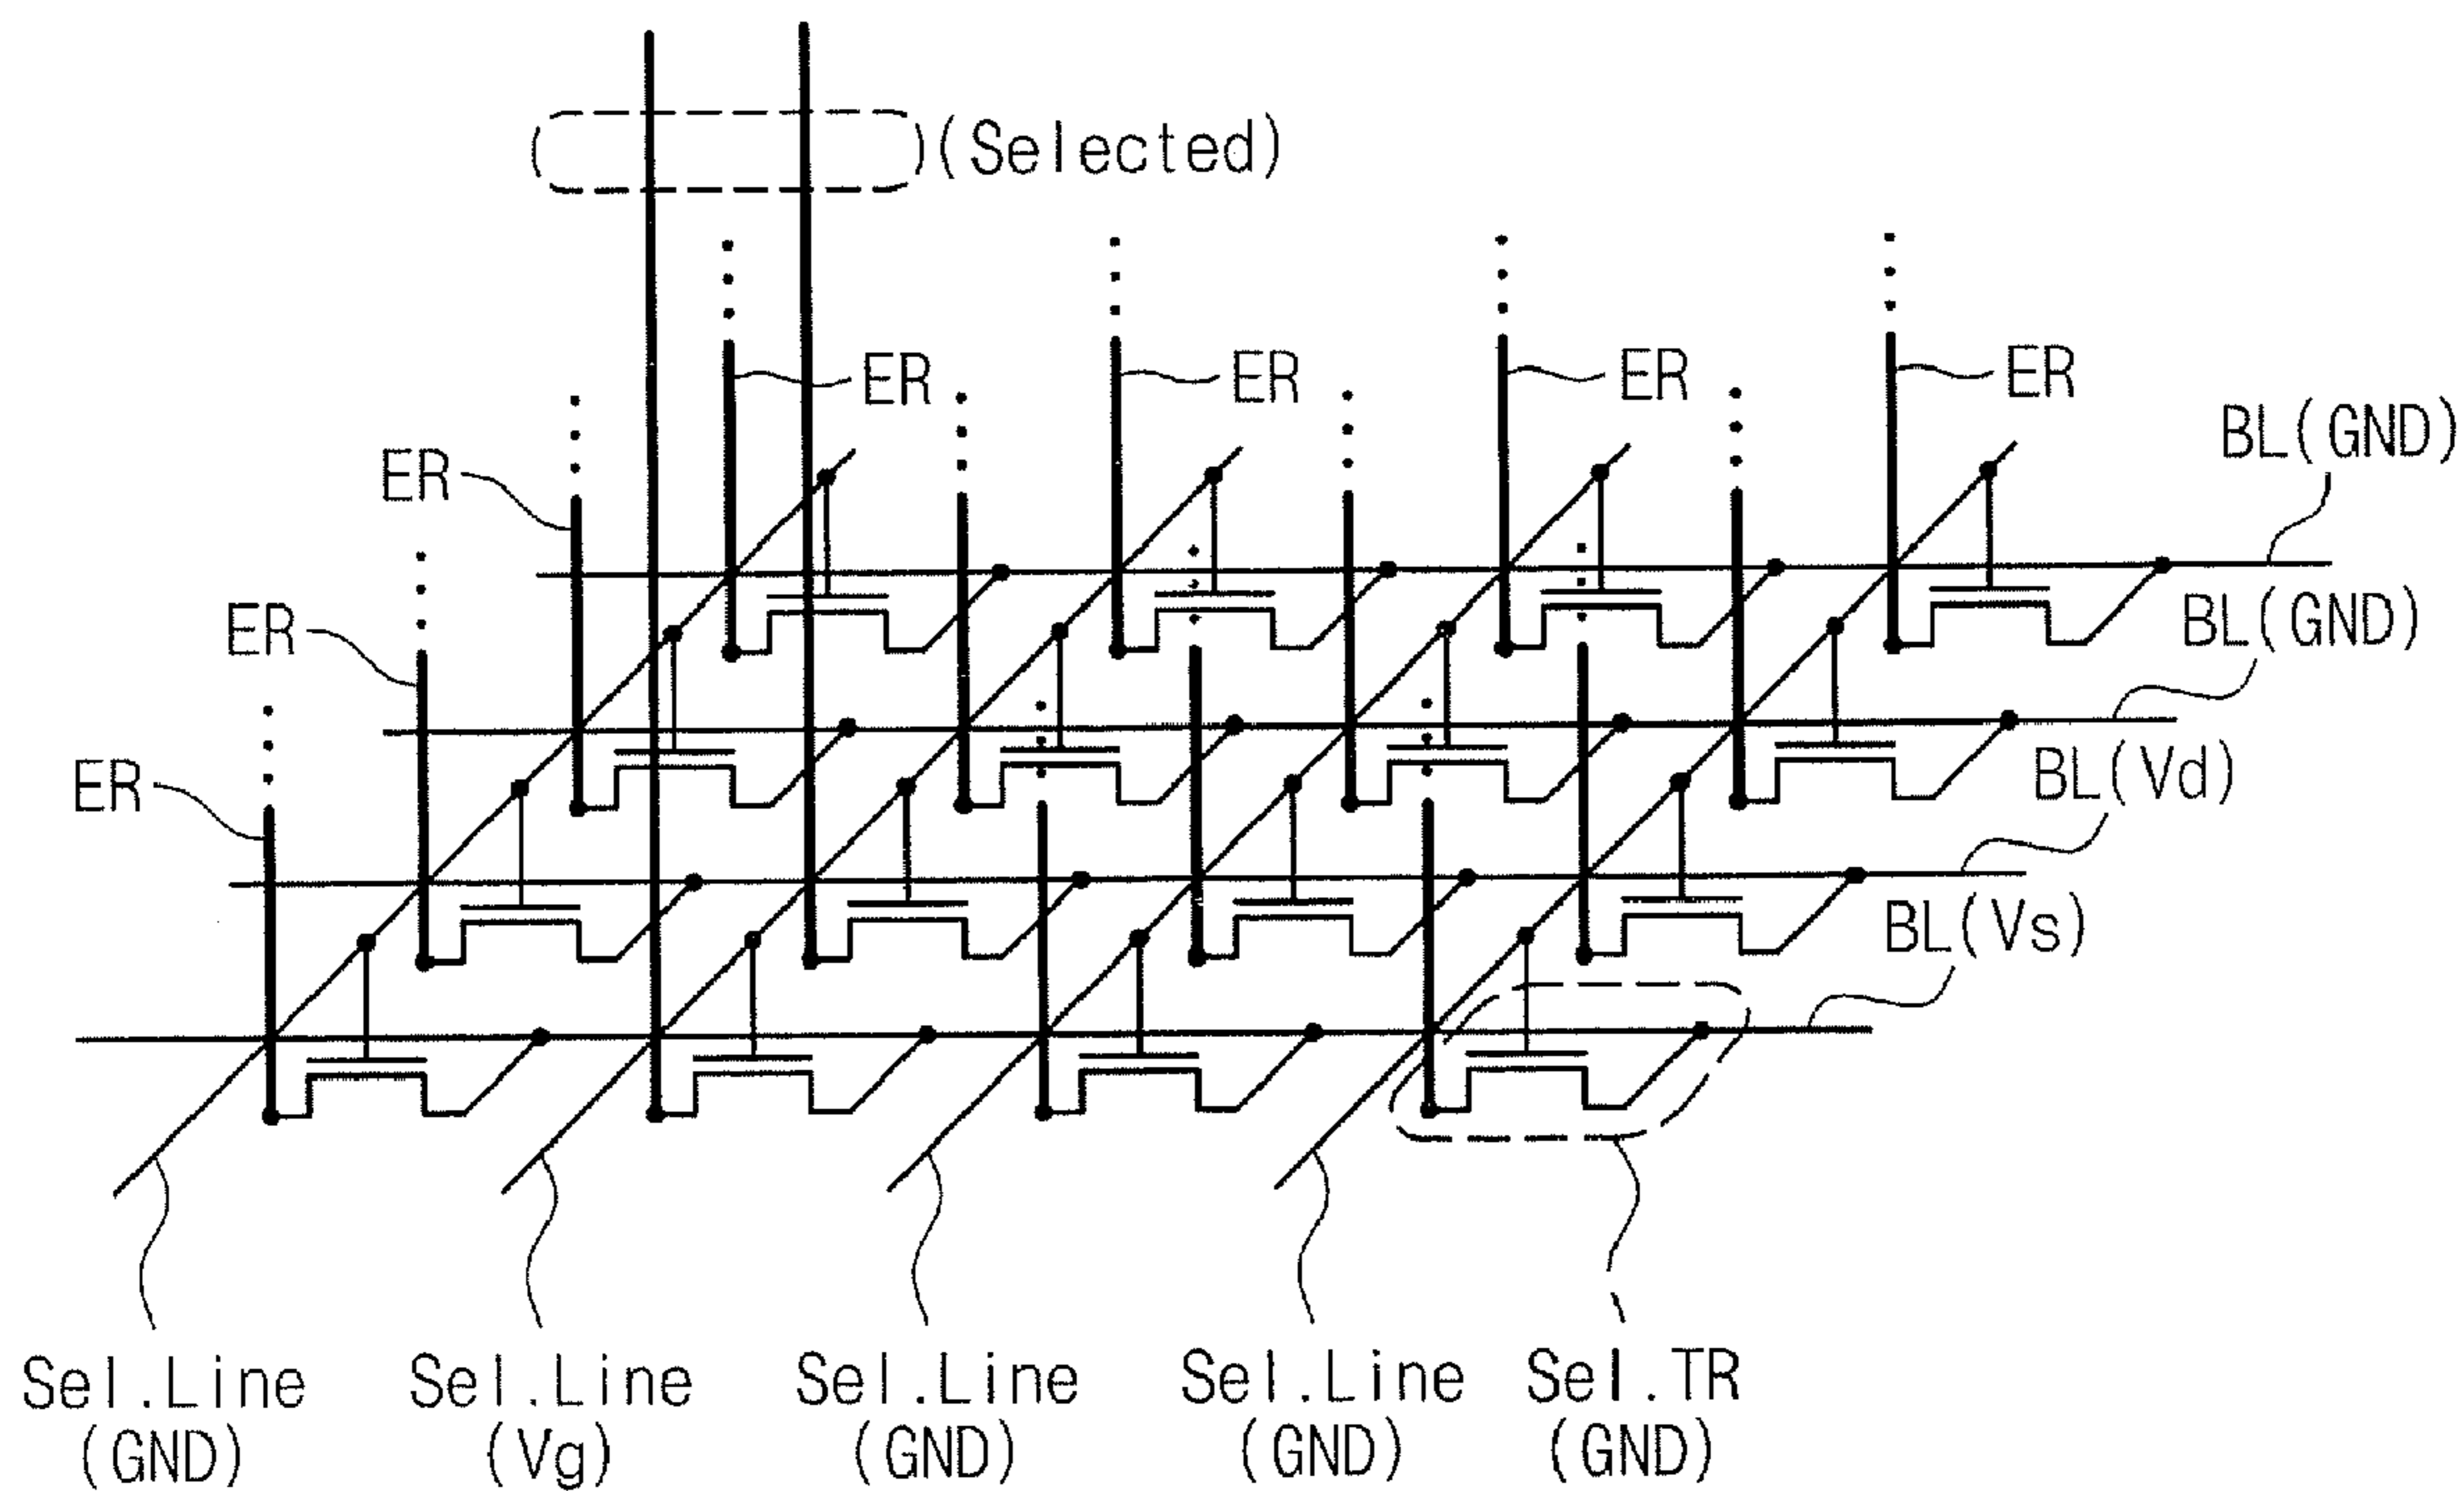 (Selected)
ER
ER
ER
ER
BL(GND)
ER
BL(GND)
ER
BL(Vd)
ER
BL(Vs)
Sel.Line
(GND)
Sel.Line
(Vg)
Sel.Line
(GND)
Sel.Line
(GND)
Sel.TR
(GND)